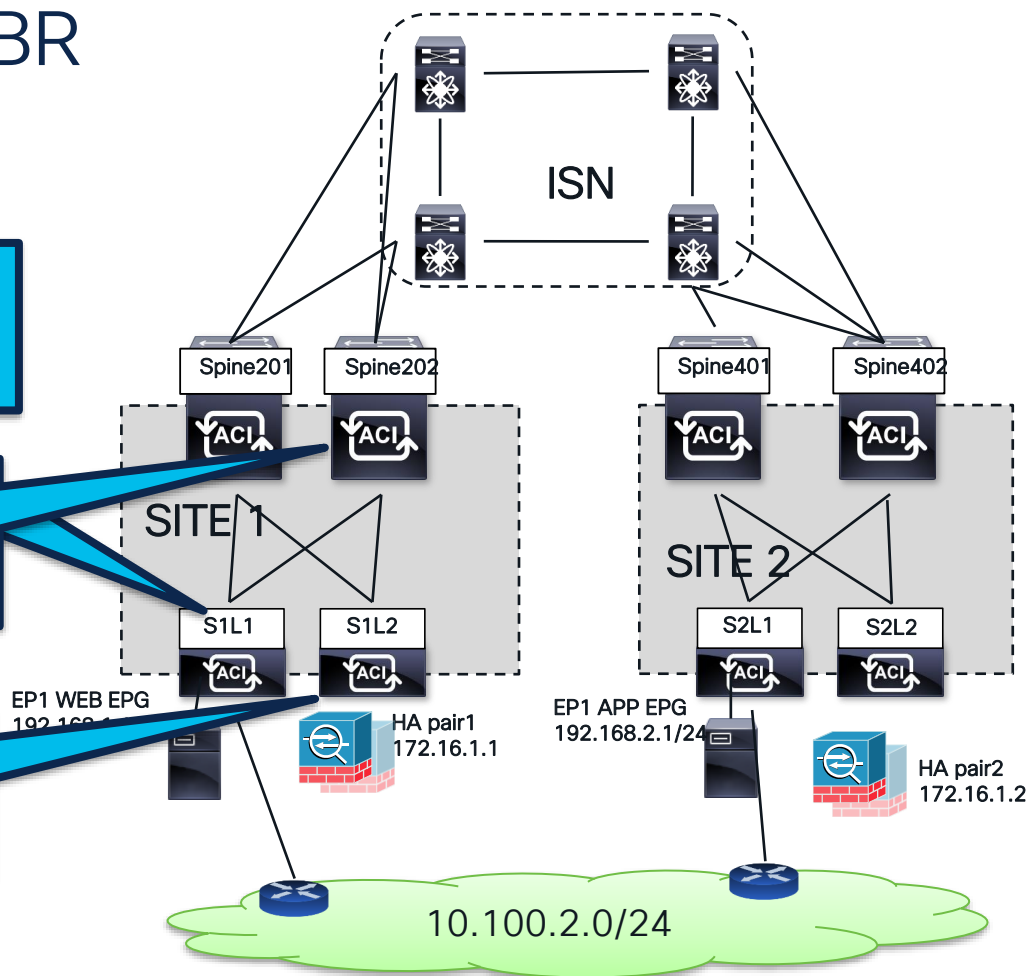 BR
ISN
Spine201
Spine202
Spine401
Spine402
ACI
ACI
ACI
ACI
SITE 1
SITE 2
S1L1
S1L2
S2L1
S2L2
ACI
ACI
ACI
ACI
EP1 WEB EPG
EP1 APP EPG
192.168.2.1/24
HA pair1
172.16.1.1
HA pair2
172.16.1.2
10.100.2.0/24